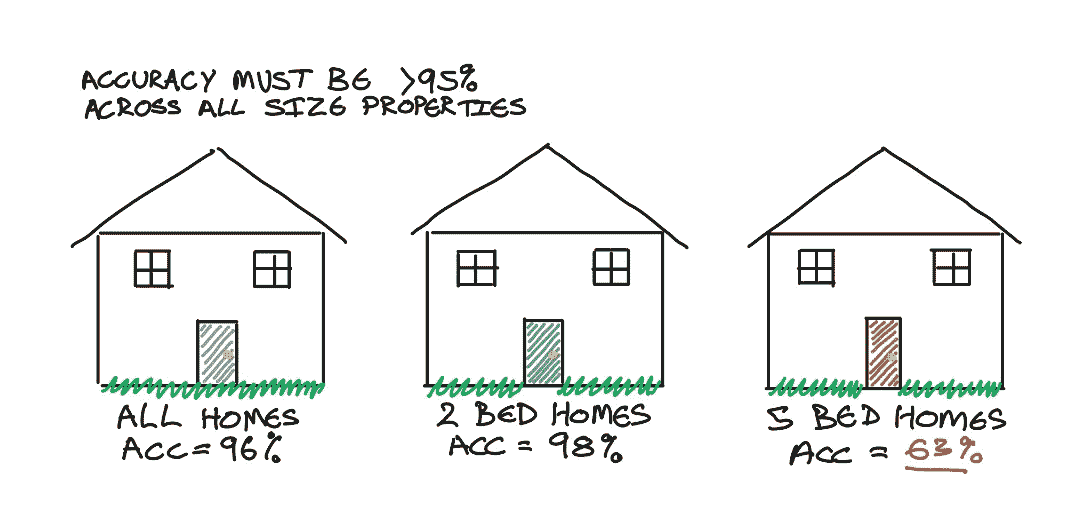 ACCURACY MUST BE >95%
ACROSS ALL SIZE PROPERTIES
ALL HOMES
ACC = 96%
2 BED HOMES
ACC = 98%
5 BED HOMES
ACC = 63%